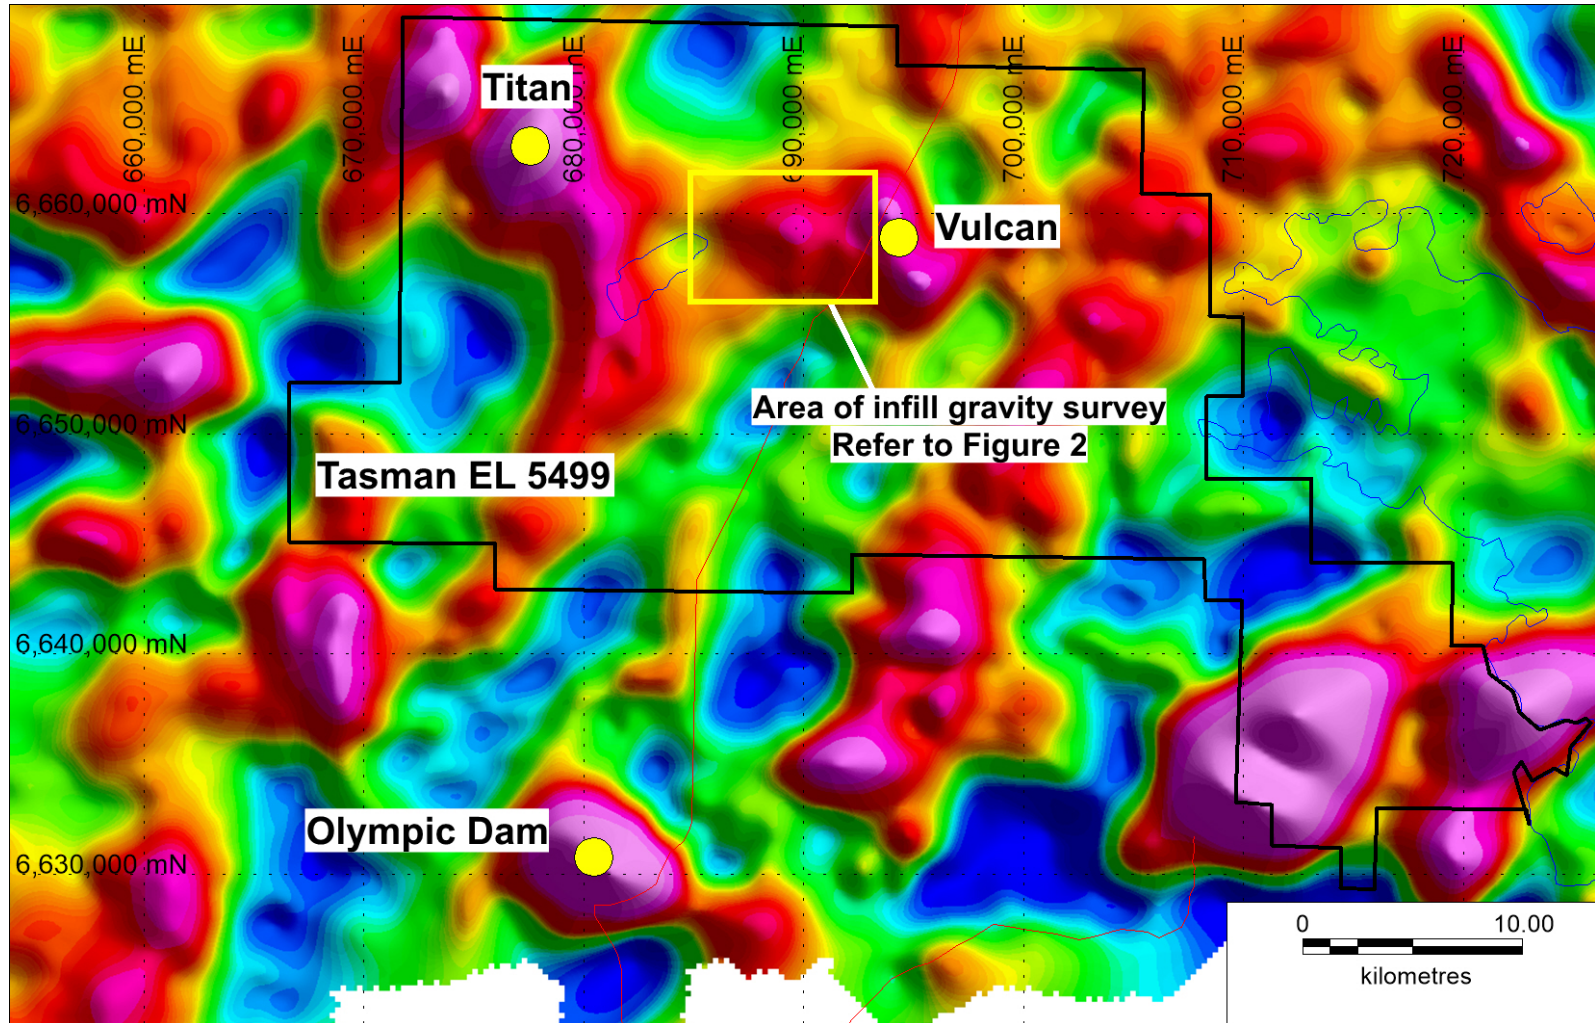 660,000 mE
670,000 mE
680,000 mE
690,000 mE
700,000 mE
710,000 mE
720,000 mE
Titan
6,660,000 mN
Vulcan
Area of infill gravity survey
Refer to Figure 2
6,650,000 mN
Tasman EL 5499
6,640,000 mN
Olympic Dam
6,630,000 mN
0 10.00
kilometres